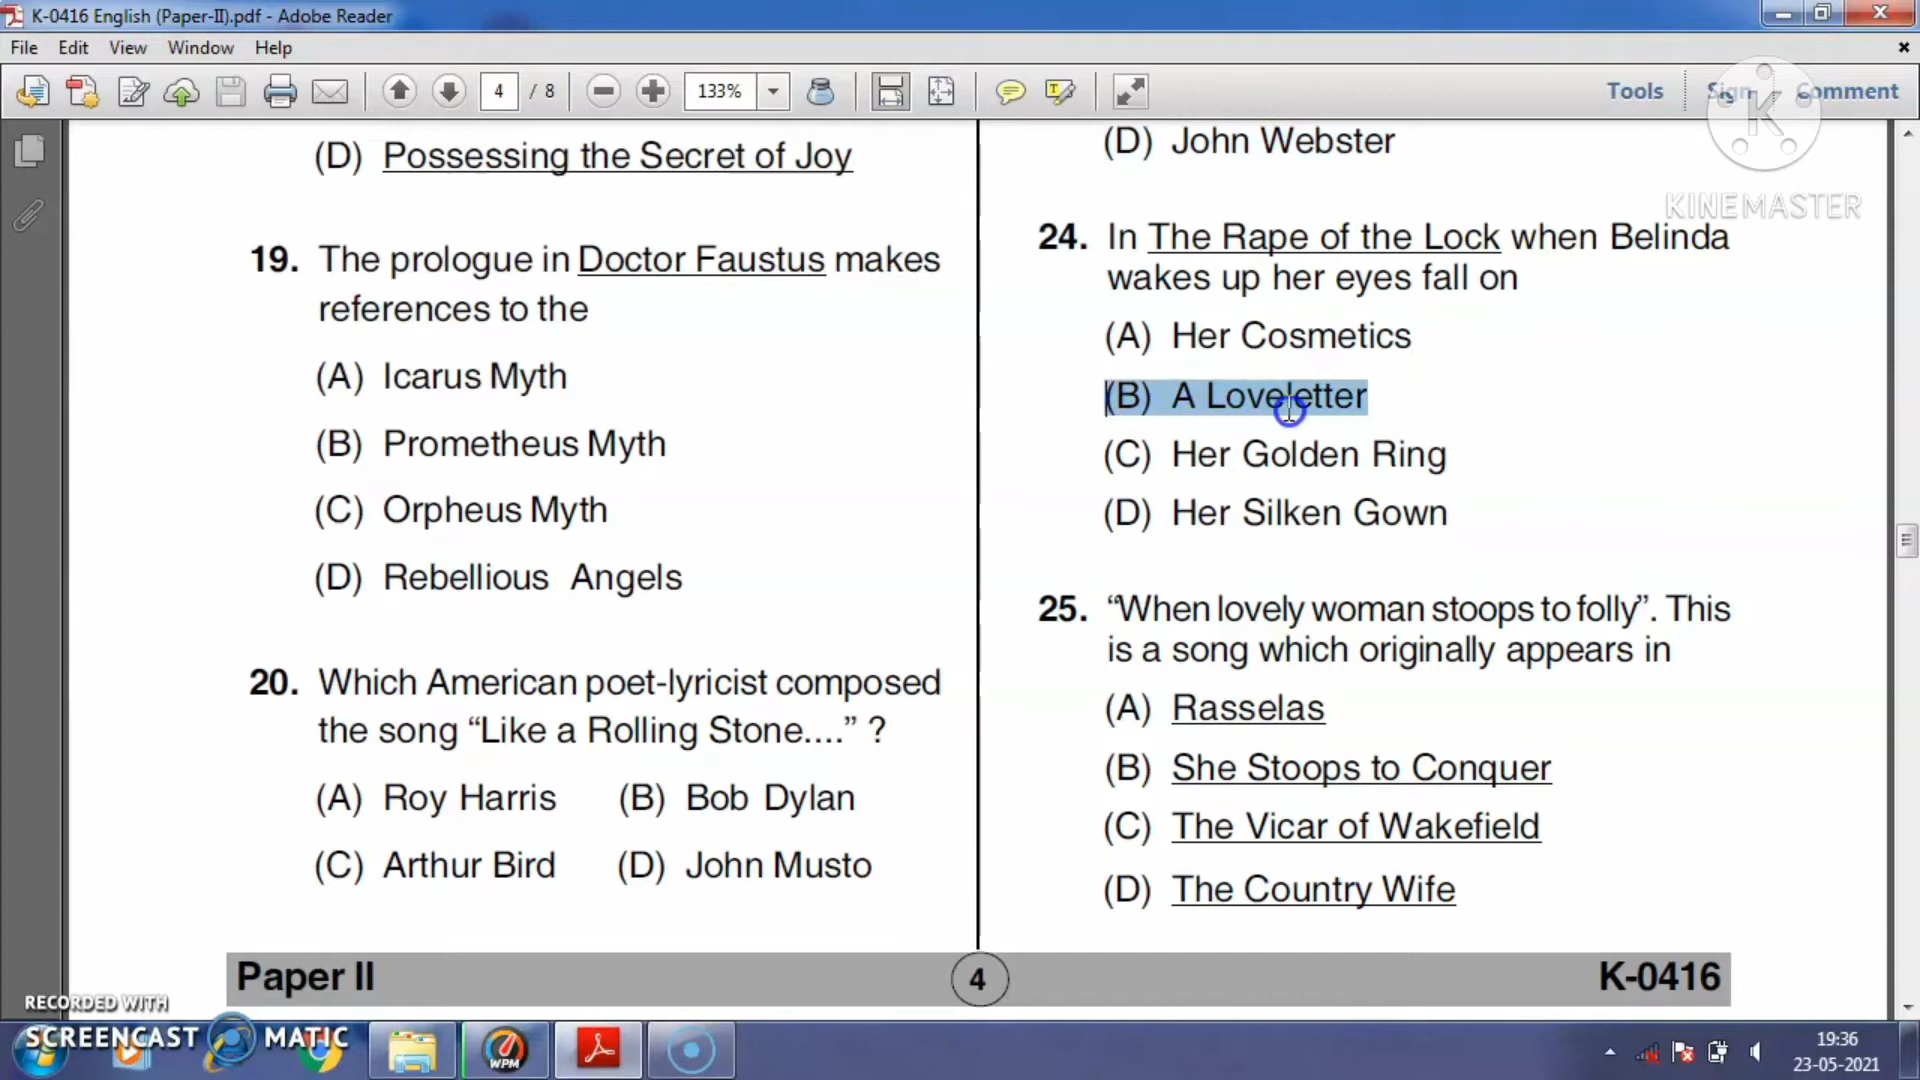 K-0416 English (Paper-II).pdf - Adobe Reader
File Edit View Window Help
4 / 8 133% Tools Sign Comment
KINEMASTER
(D) Possessing the Secret of Joy
19. The prologue in Doctor Faustus makes
references to the
(A) Icarus Myth
(B) Prometheus Myth
(C) Orpheus Myth
(D) Rebellious Angels
20. Which American poet-lyricist composed
the song “Like a Rolling Stone....” ?
(A) Roy Harris (B) Bob Dylan
(C) Arthur Bird (D) John Musto
(D) John Webster
24. In The Rape of the Lock when Belinda
wakes up her eyes fall on
(A) Her Cosmetics
(B) A Loveletter
(C) Her Golden Ring
(D) Her Silken Gown
25. “When lovely woman stoops to folly”. This
is a song which originally appears in
(A) Rasselas
(B) She Stoops to Conquer
(C) The Vicar of Wakefield
(D) The Country Wife
Paper II 4 K-0416
RECORDED WITH
SCREENCAST MATIC
WPM
19:36
23-05-2021